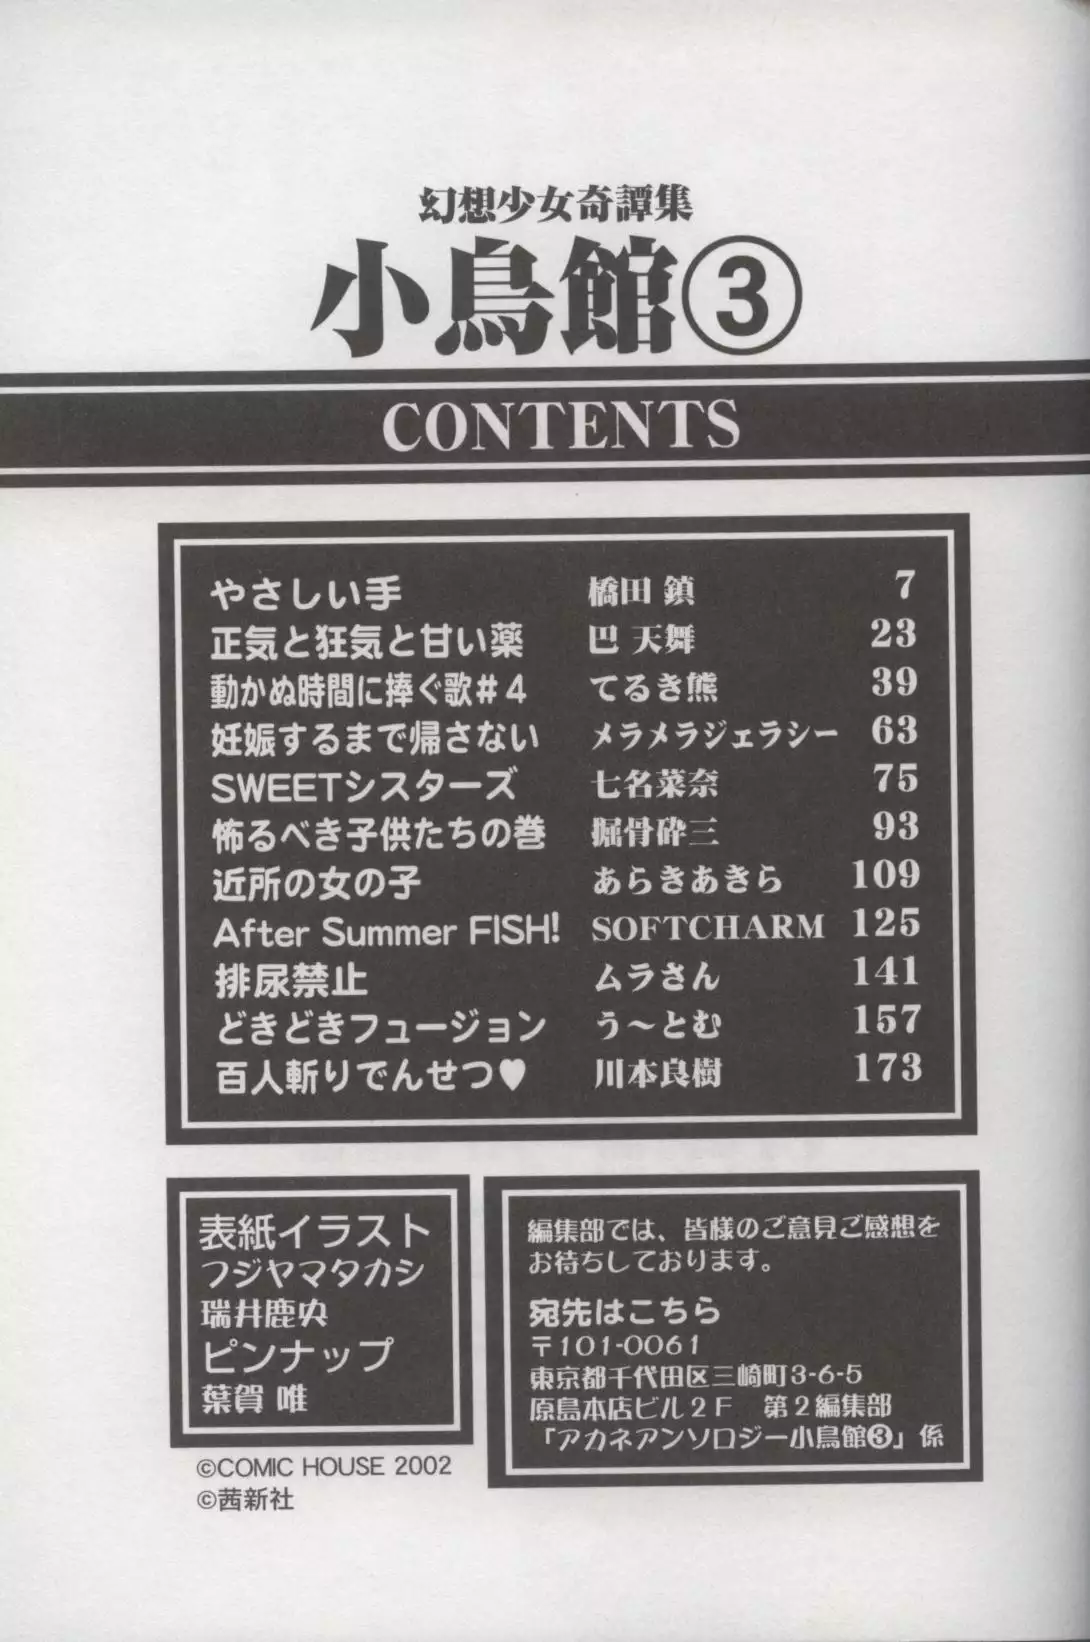 幻想少女奇譚集
小鳥館③
CONTENTS
やさしい手 橋田 鎮 7
正気と狂気と甘い薬 巴 天舞 23
動かぬ時間に捧ぐ歌#4 てるき熊 39
妊娠するまで帰さない メラメラジェラシー 63
SWEETシスターズ 七名菜奈 75
怖るべき子供たちの巻 掘骨砕三 93
近所の女の子 あらきあきら 109
After Summer FISH! SOFTCHARM 125
排尿禁止 ムラさん 141
どきどきフュージョン う〜とむ 157
百人斬りでんせつ♥ 川本良樹 173
表紙イラスト
フジヤマタカシ
瑞井鹿央
ピンナップ
葉賀 唯
©COMIC HOUSE 2002
©茜新社
編集部では、皆様のご意見ご感想を
お待ちしております。
宛先はこちら
〒101-0061
東京都千代田区三崎町3-6-5
原島本店ビル2F 第2編集部
「アカネアンソロジー小鳥館❸」係